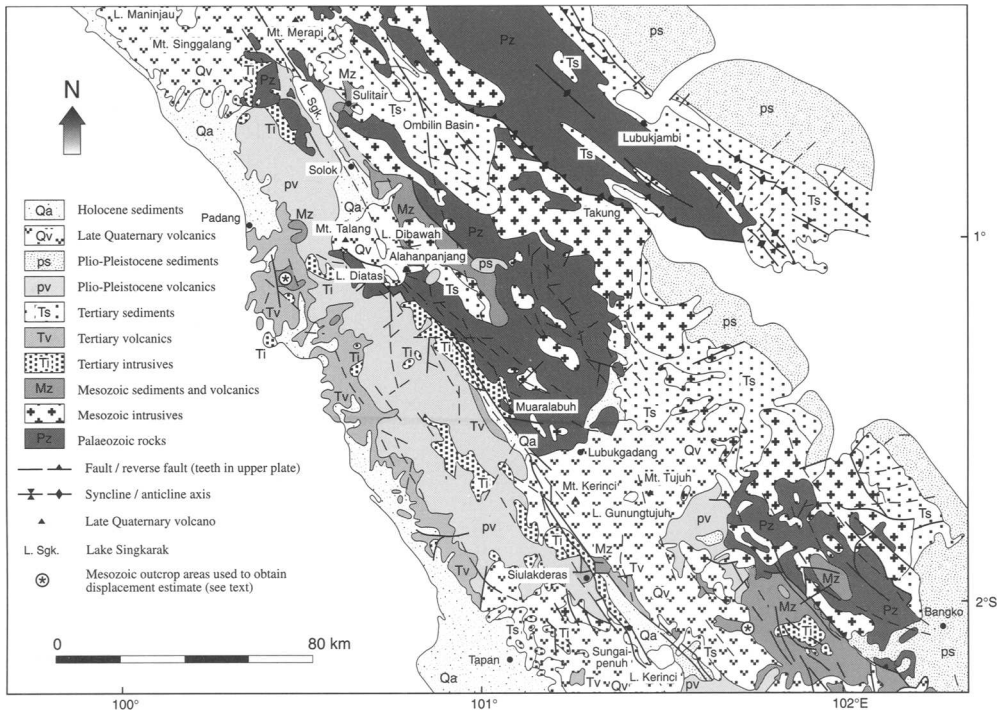 L. Maninjau
Mt. Singgalang
Mt. Merapi
Pz
ps
Qv
Ti
Pz
Mz
Sulitair
Ts
Ts
L. Sgk.
N
Qa
Ti
Ombilin Basin
Lubukjambi
ps
Ts
Solok
pv
Ts
Qa
Mz
Takung
Padang
Mz
Mt. Talang
L. Dibawah
Pz
1°
Qv
Alahanpanjang
ps
L. Diatas
Ts
Ti
Tv
Ti
Ti
Ti
Ti
ps
Tv
Ts
Muaralabuh
Ts
Tv
Qa
Lubukgadang
Qv
Ti
Mt. Kerinci
Mt. Tujuh
L. Gunungtujuh
pv
Pz
Ts
pv
Ti
Mz
Siulakderas
Tv
Tv
Qv
Mz
Mz
Pz
Bangko
2°S
Ts
Ti
Qa
Ti
Tapan
Sungai-
penuh
Ts
ps
Qa
L. Kerinci
Tv
Qv
pv
Qa Holocene sediments
Qv Late Quaternary volcanics
ps Plio-Pleistocene sediments
pv Plio-Pleistocene volcanics
Ts Tertiary sediments
Tv Tertiary volcanics
Ti Tertiary intrusives
Mz Mesozoic sediments and volcanics
Mesozoic intrusives
Pz Palaeozoic rocks
Fault / reverse fault (teeth in upper plate)
Syncline / anticline axis
Late Quaternary volcano
L. Sgk. Lake Singkarak
Mesozoic outcrop areas used to obtain
displacement estimate (see text)
0 80 km
100° 101° 102°E